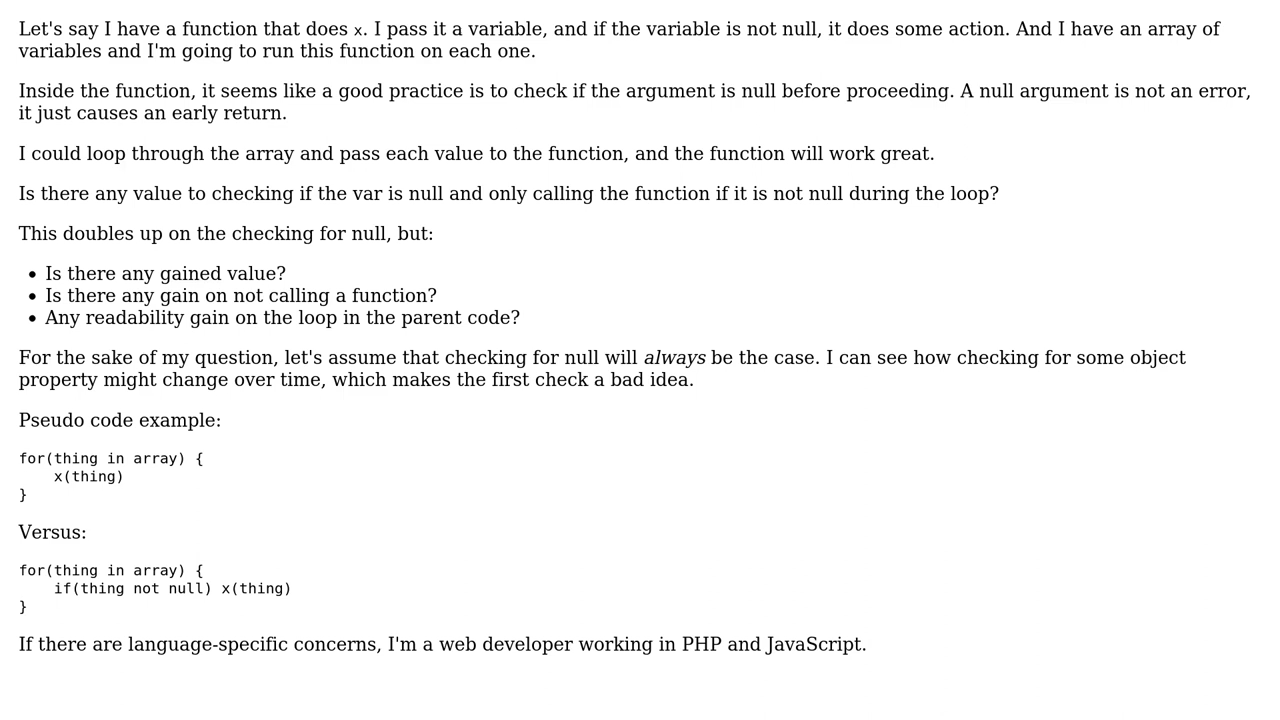 Let's say I have a function that does x. I pass it a variable, and if the variable is not null, it does some action. And I have an array of
variables and I'm going to run this function on each one.
Inside the function, it seems like a good practice is to check if the argument is null before proceeding. A null argument is not an error,
it just causes an early return.
I could loop through the array and pass each value to the function, and the function will work great.
Is there any value to checking if the var is null and only calling the function if it is not null during the loop?
This doubles up on the checking for null, but:
• Is there any gained value?
• Is there any gain on not calling a function?
• Any readability gain on the loop in the parent code?
For the sake of my question, let's assume that checking for null will always be the case. I can see how checking for some object
property might change over time, which makes the first check a bad idea.
Pseudo code example:
for(thing in array) {
    x(thing)
}
Versus:
for(thing in array) {
    if(thing not null) x(thing)
}
If there are language-specific concerns, I'm a web developer working in PHP and JavaScript.